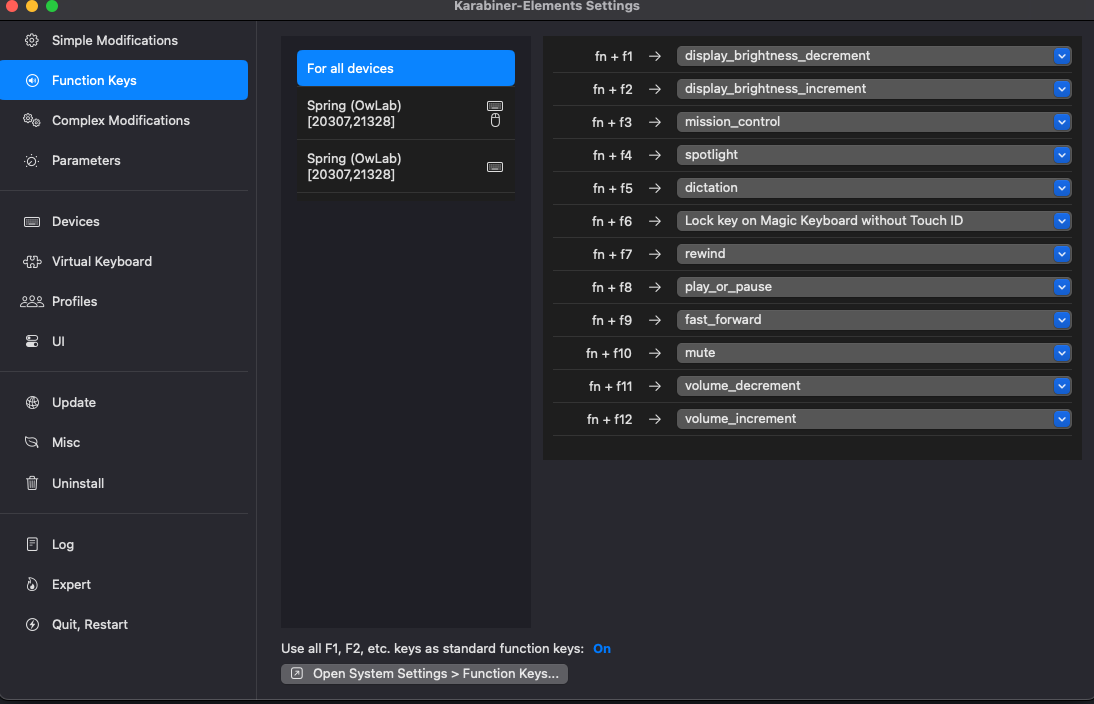 Karabiner-Elements Settings
Simple Modifications
Function Keys
Complex Modifications
Parameters
Devices
Virtual Keyboard
Profiles
UI
Update
Misc
Uninstall
Log
Expert
Quit, Restart
For all devices
Spring (OwLab)
[20307,21328]
Spring (OwLab)
[20307,21328]
fn + f1 → display_brightness_decrement
fn + f2 → display_brightness_increment
fn + f3 → mission_control
fn + f4 → spotlight
fn + f5 → dictation
fn + f6 → Lock key on Magic Keyboard without Touch ID
fn + f7 → rewind
fn + f8 → play_or_pause
fn + f9 → fast_forward
fn + f10 → mute
fn + f11 → volume_decrement
fn + f12 → volume_increment
Use all F1, F2, etc. keys as standard function keys: On
Open System Settings > Function Keys...